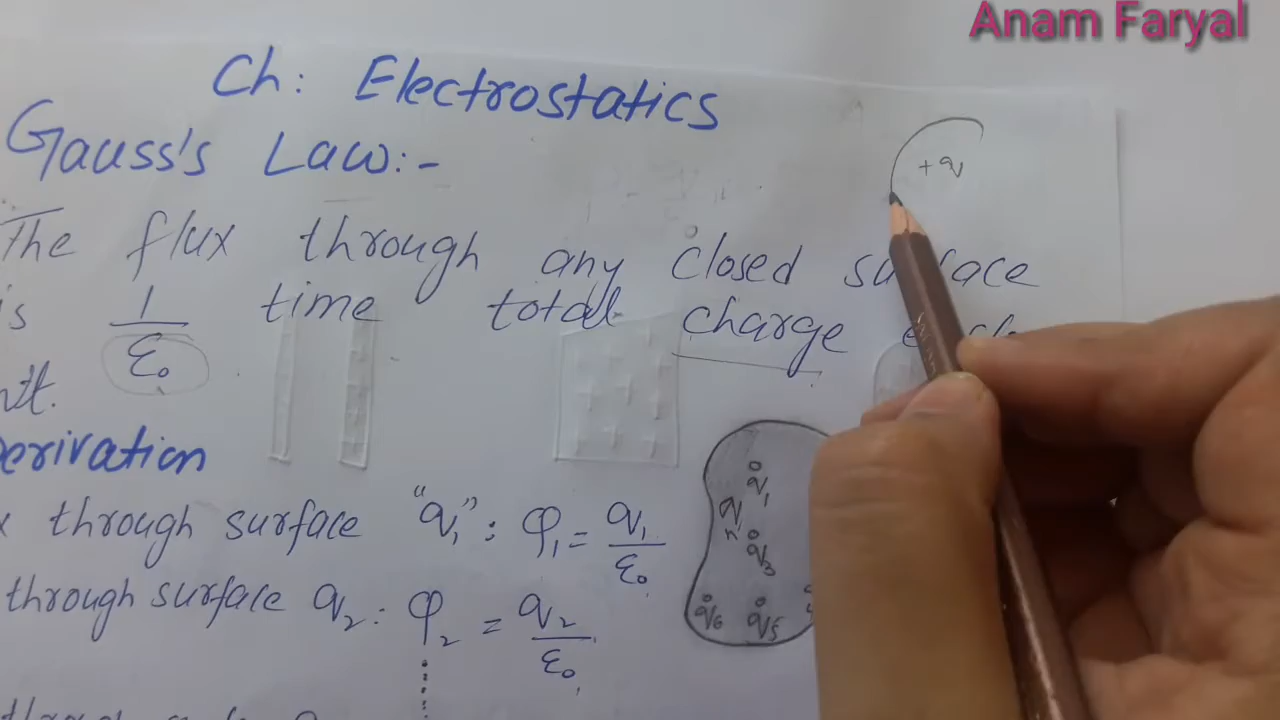 Anam Faryal
Ch: Electrostatics
Gauss's Law:-
+q
The flux through any closed surface
is 1/ε₀ time total charge
Derivation
through surface "q₁": φ₁ = q₁/ε₀
q₁
qₙ
q₃
through surface q₂: φ₂ = q₂/ε₀
q₆ q₅